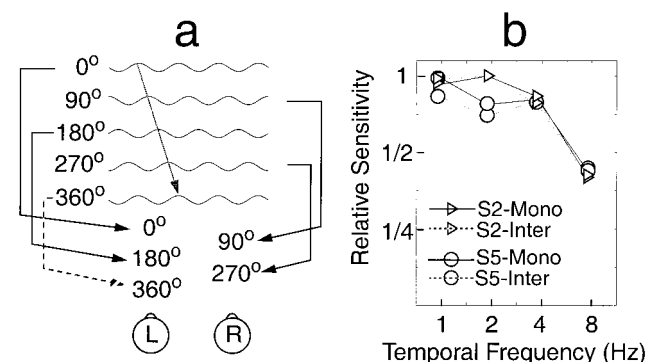 a
0°
90°
180°
270°
360°
0°
90°
180°
270°
360°
L
R
b
Relative Sensitivity
1
1/2
1/4
S2-Mono
S2-Inter
S5-Mono
S5-Inter
1 2 4 8
Temporal Frequency (Hz)